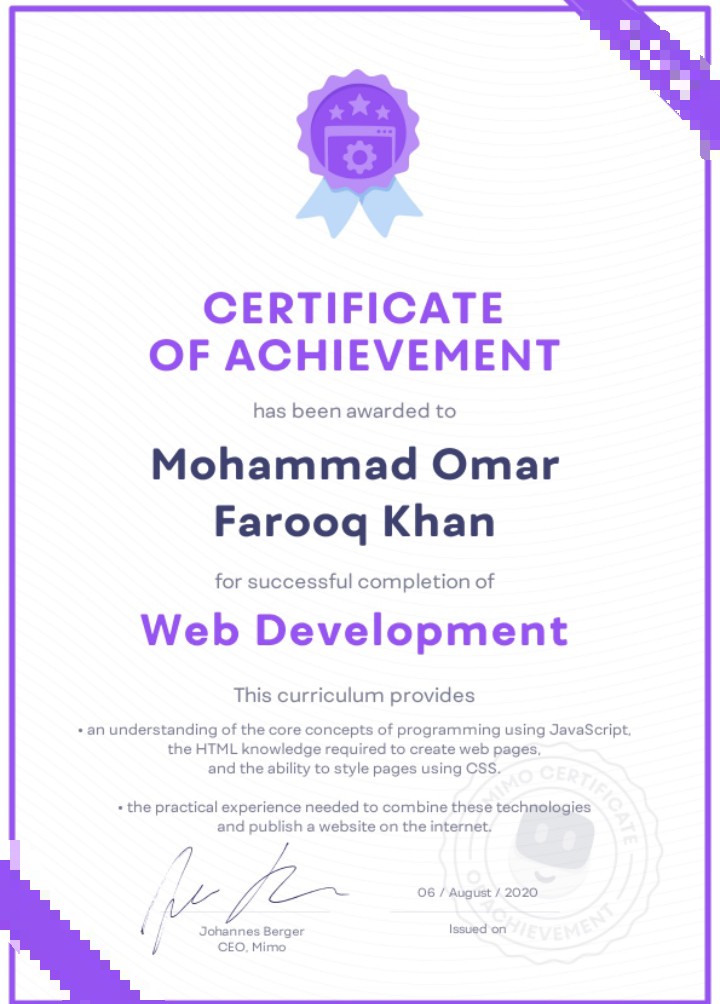 CERTIFICATE
OF ACHIEVEMENT
has been awarded to
Mohammad Omar
Farooq Khan
for successful completion of
Web Development
This curriculum provides
• an understanding of the core concepts of programming using JavaScript,
the HTML knowledge required to create web pages,
and the ability to style pages using CSS.
• the practical experience needed to combine these technologies
and publish a website on the internet.
MIMO CERTIFICATE
OF ACHIEVEMENT
06 / August / 2020
Johannes Berger
CEO, Mimo
Issued on